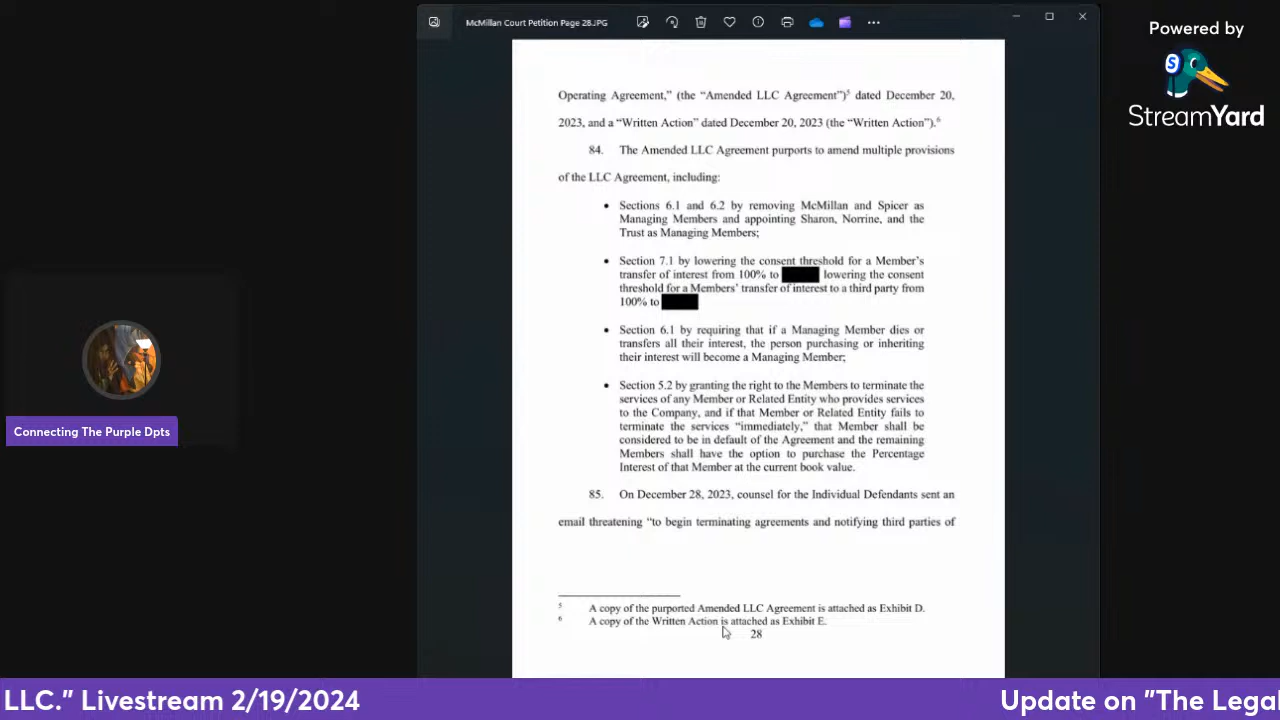 McMillan Court Petition Page 28.JPG
Powered by
S
StreamYard
Operating Agreement,” (the “Amended LLC Agreement”)5 dated December 20,
2023, and a “Written Action” dated December 20, 2023 (the “Written Action”).6
84. The Amended LLC Agreement purports to amend multiple provisions
of the LLC Agreement, including:
• Sections 6.1 and 6.2 by removing McMillan and Spicer as
Managing Members and appointing Sharon, Norrine, and the
Trust as Managing Members;
• Section 7.1 by lowering the consent threshold for a Member’s
transfer of interest from 100% to lowering the consent
threshold for a Members’ transfer of interest to a third party from
100% to
• Section 6.1 by requiring that if a Managing Member dies or
transfers all their interest, the person purchasing or inheriting
their interest will become a Managing Member;
• Section 5.2 by granting the right to the Members to terminate the
services of any Member or Related Entity who provides services
to the Company, and if that Member or Related Entity fails to
terminate the services “immediately,” that Member shall be
considered to be in default of the Agreement and the remaining
Members shall have the option to purchase the Percentage
Interest of that Member at the current book value.
85. On December 28, 2023, counsel for the Individual Defendants sent an
email threatening “to begin terminating agreements and notifying third parties of
5 A copy of the purported Amended LLC Agreement is attached as Exhibit D.
6 A copy of the Written Action is attached as Exhibit E.
28
Connecting The Purple Dpts
LLC." Livestream 2/19/2024
Update on "The Legal